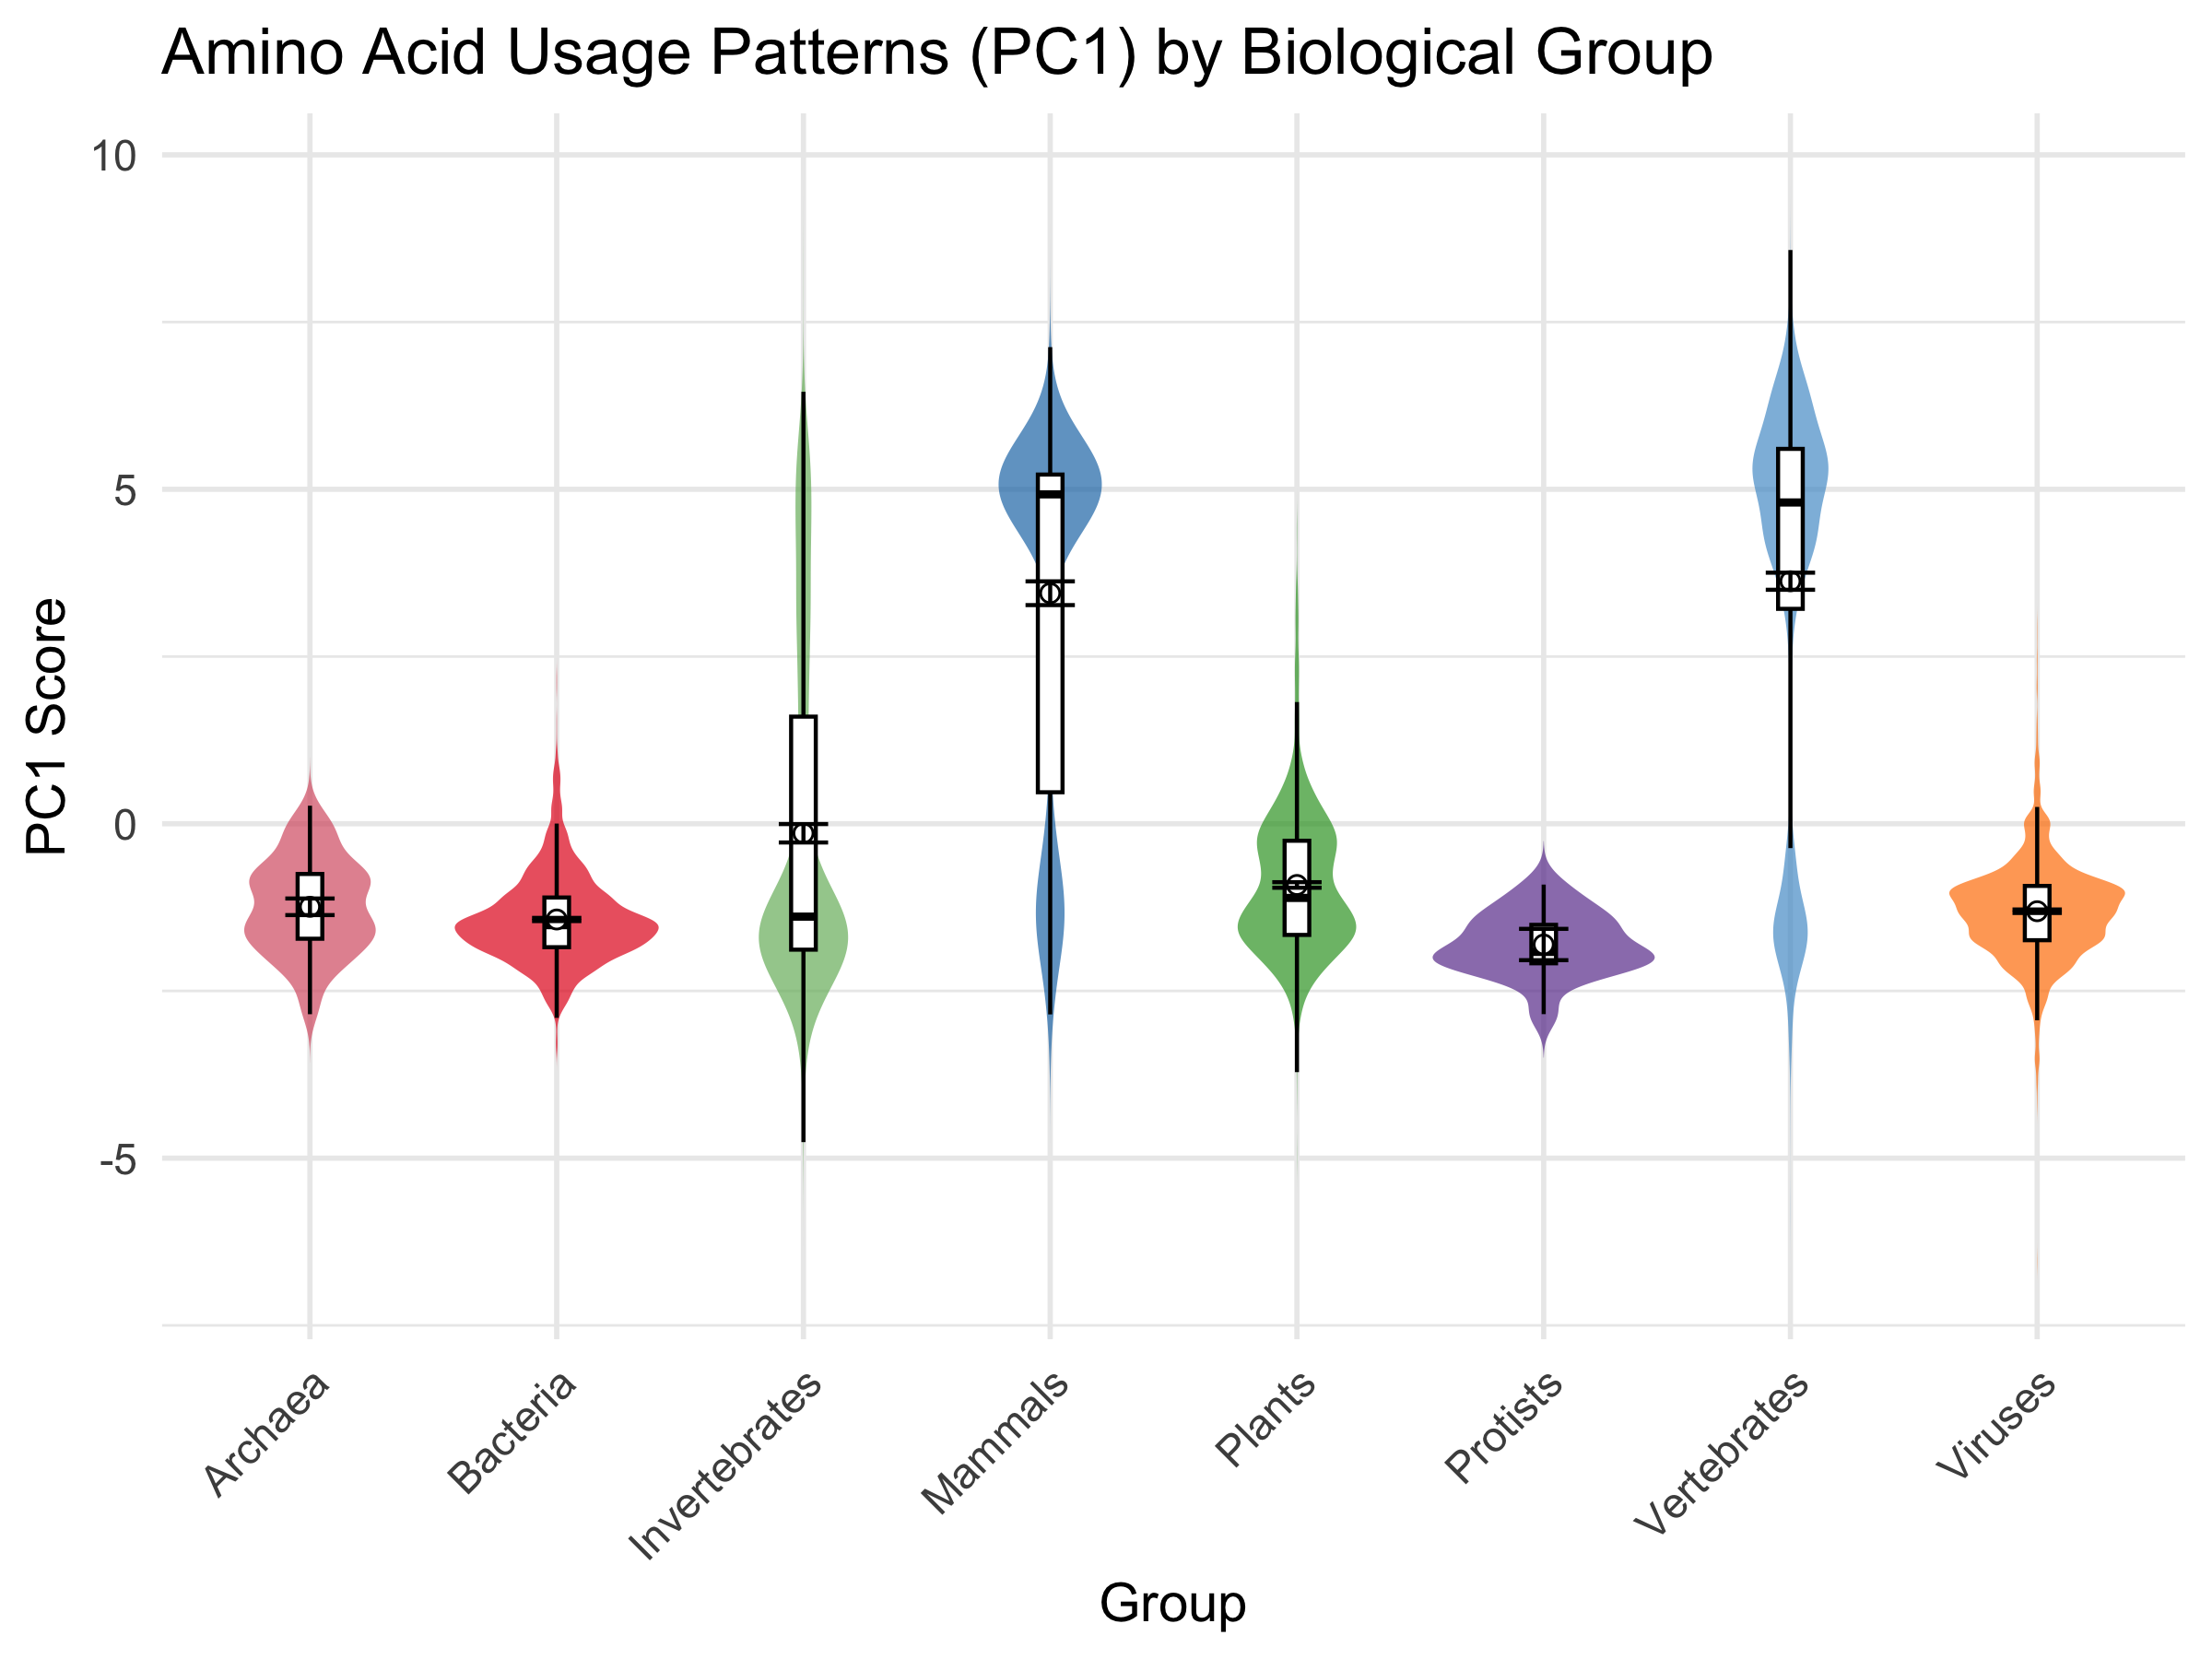 Amino Acid Usage Patterns (PC1) by Biological Group
10
5
0
-5
PC1 Score
Archaea
Bacteria
Invertebrates
Mammals
Plants
Protists
Vertebrates
Viruses
Group